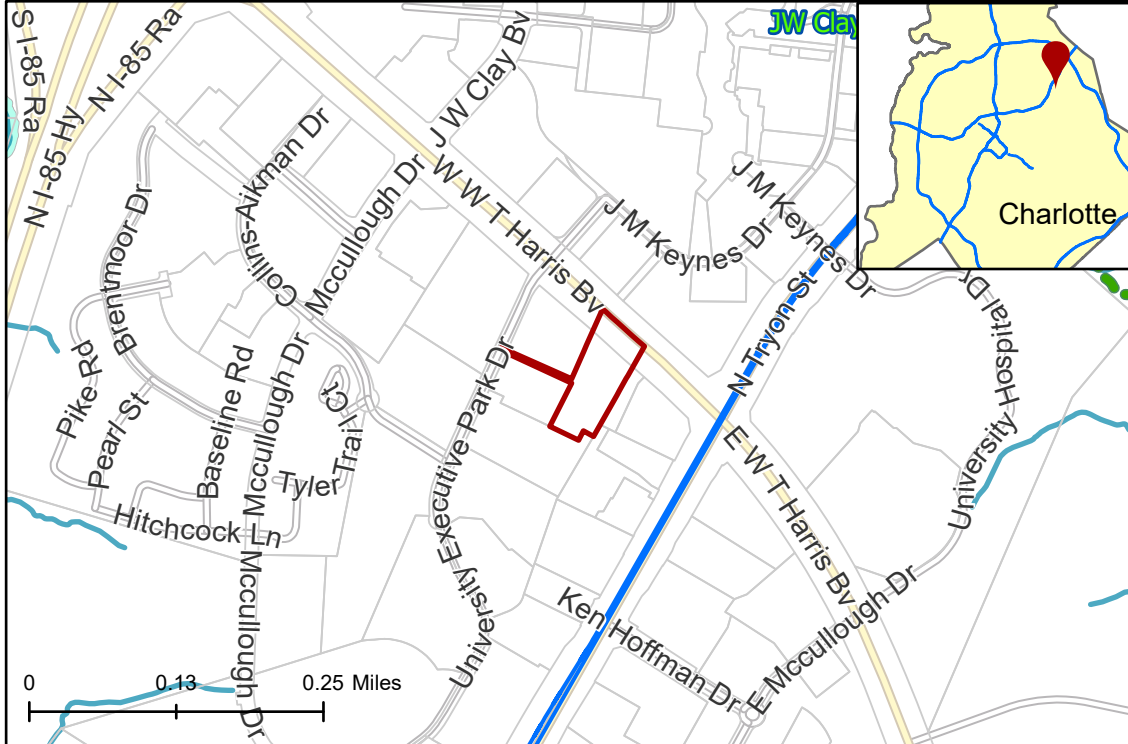 S I-85 Ra
N I-85 Hy
N I-85 Ra
J W Clay Bv
JW Clay
Charlotte
Collins-Aikman Dr
Mccullough Dr
W W T Harris Bv
J M Keynes Dr
J M Keynes Dr
Brentmoor Dr
N Tryon St
Hospital Dr
University
Pike Rd
Pearl St
Baseline Rd
Mccullough Dr
Tyler Trail Ct
University Executive Park Dr
E W T Harris Bv
Hitchcock Ln
Mccullough Dr
Ken Hoffman Dr
E Mccullough Dr
0 0.13 0.25 Miles